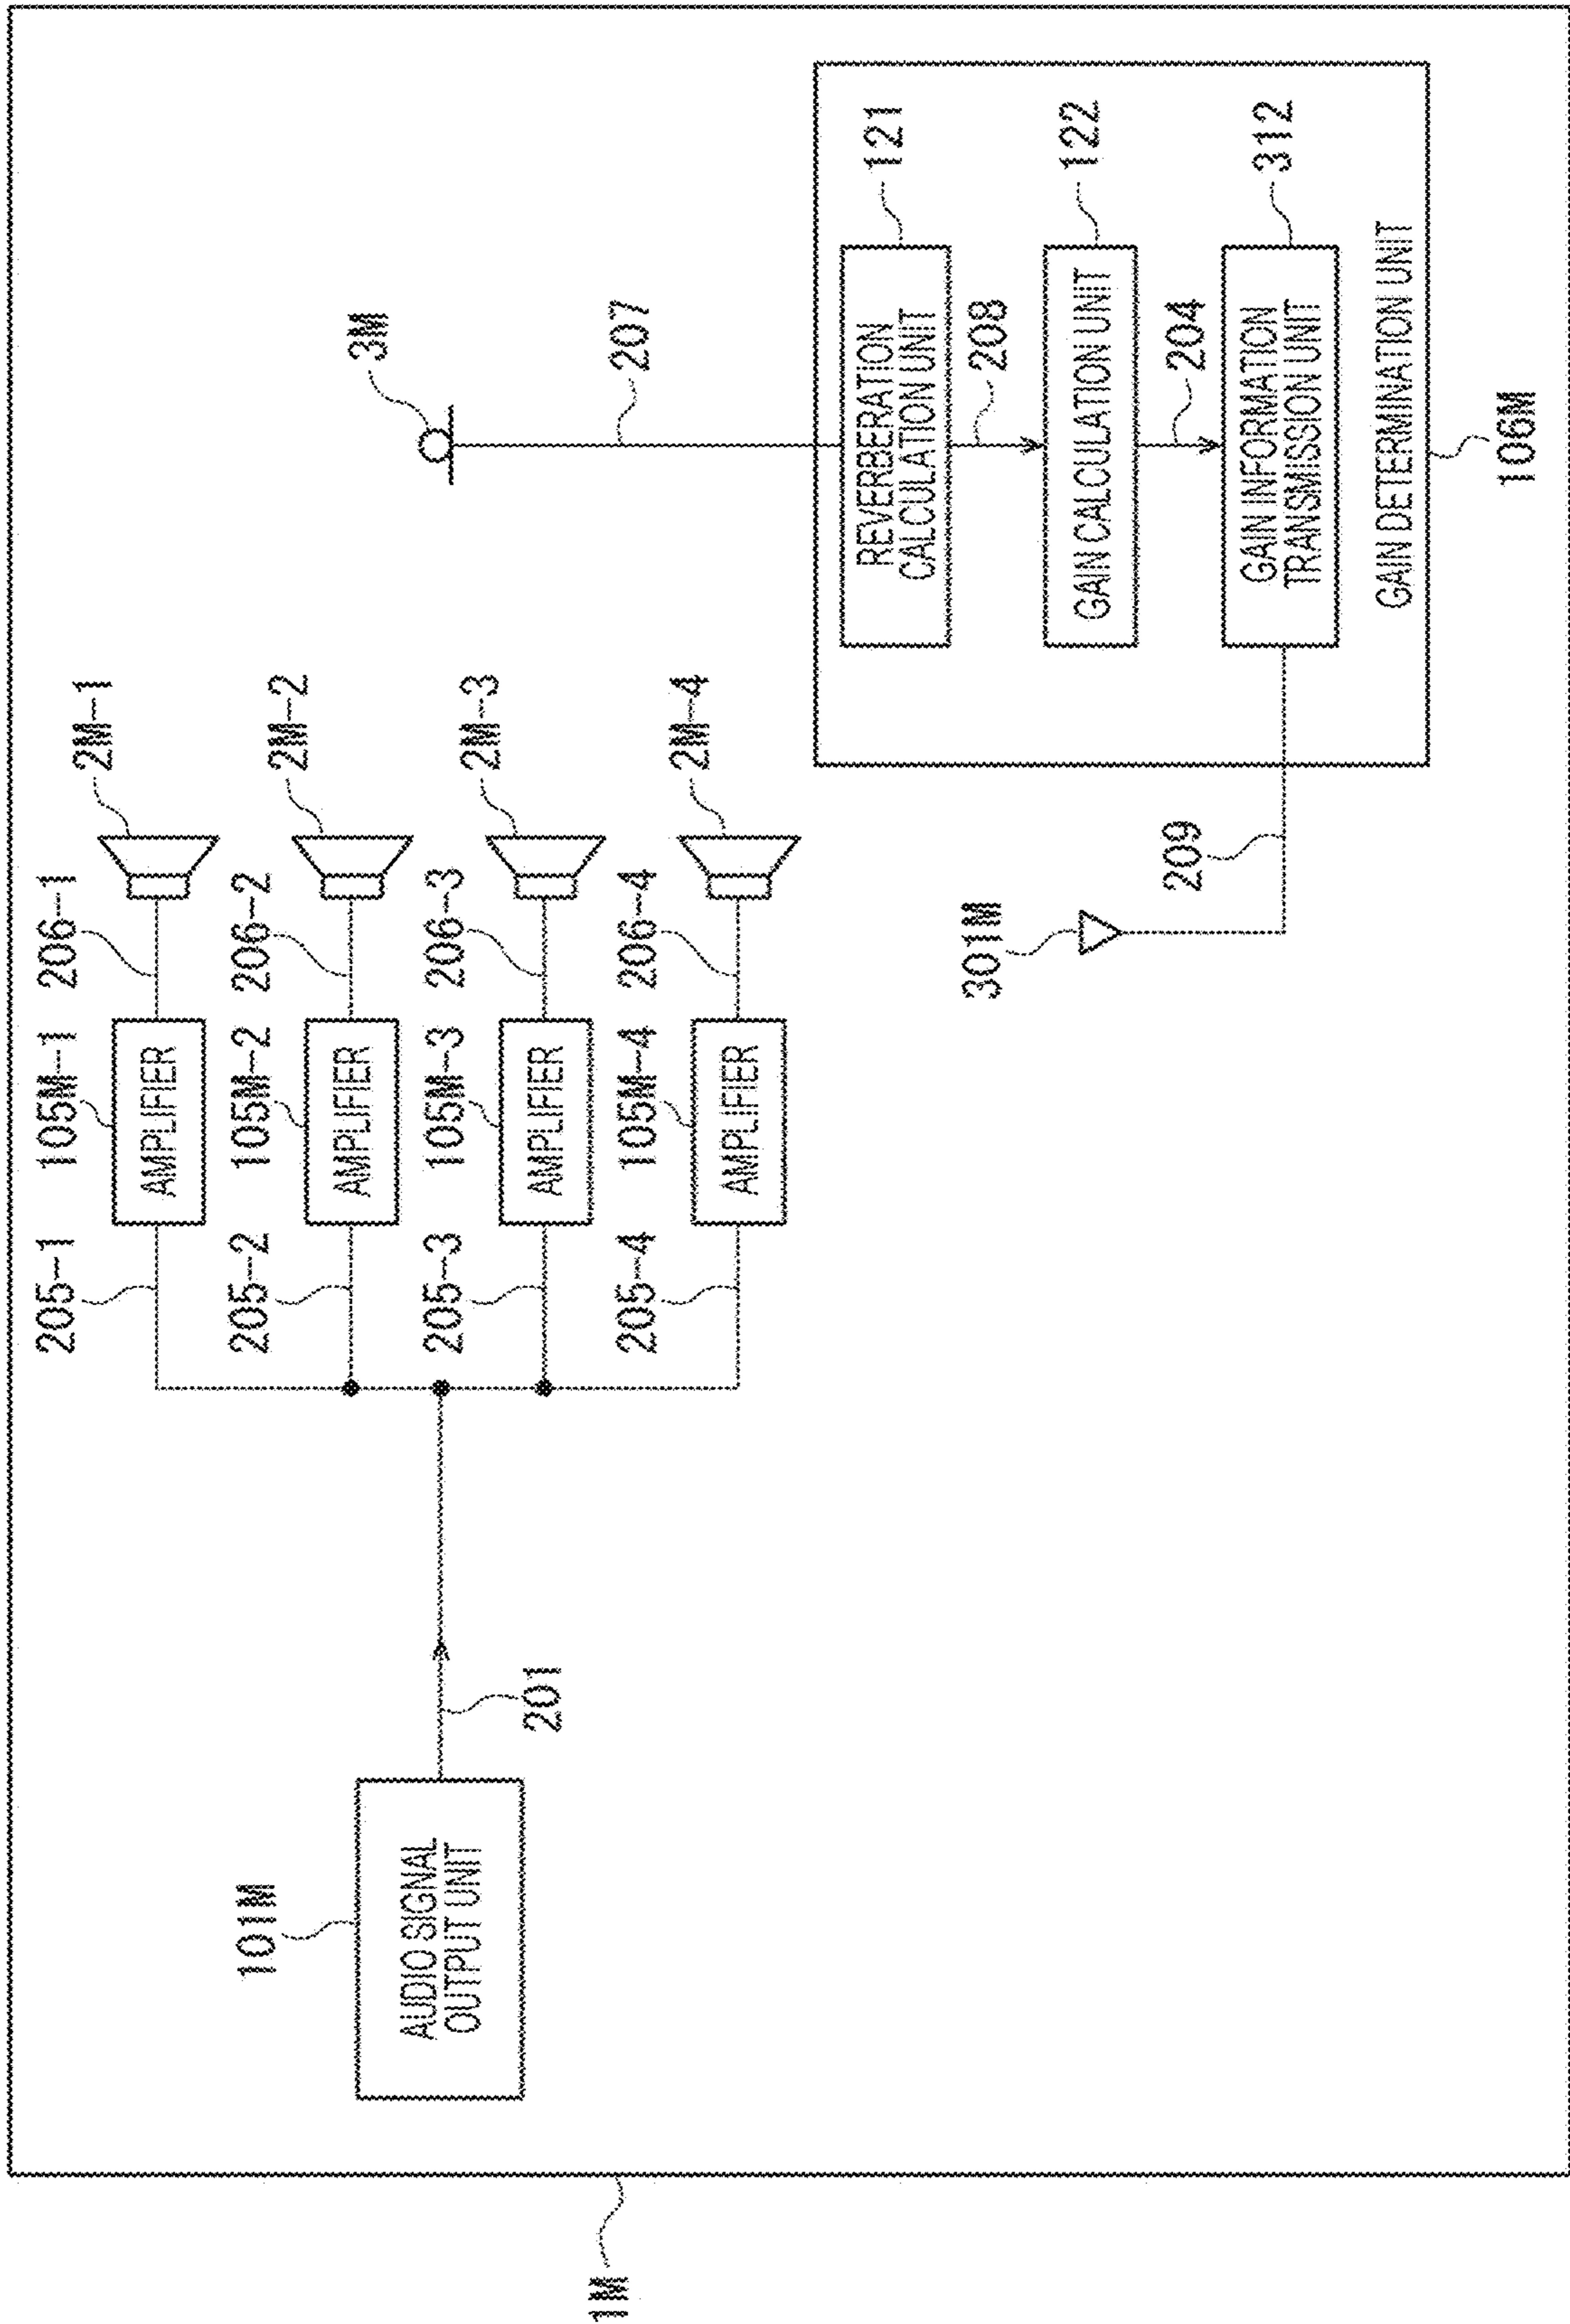 1M
101M
AUDIO SIGNAL
OUTPUT UNIT
201
205-1
105M-1
AMPLIFIER
206-1
2M-1
205-2
105M-2
AMPLIFIER
206-2
2M-2
205-3
105M-3
AMPLIFIER
206-3
2M-3
205-4
105M-4
AMPLIFIER
206-4
2M-4
3M
207
301M
209
REVERBERATION
CALCULATION UNIT
121
208
GAIN CALCULATION UNIT
122
204
GAIN INFORMATION
TRANSMISSION UNIT
312
GAIN DETERMINATION UNIT
106M